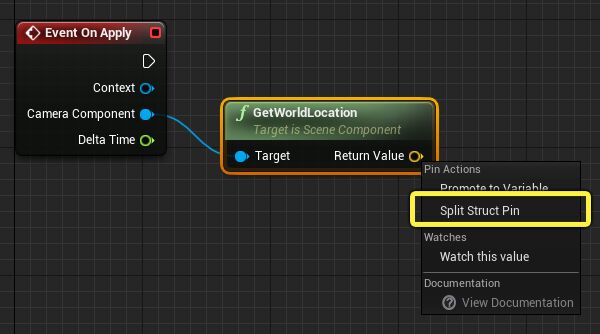 Event On Apply
Context
Camera Component
Delta Time
f GetWorldLocation
Target is Scene Component
Target Return Value
Pin Actions
Promote to Variable
Split Struct Pin
Watches
Watch this value
Documentation
? View Documentation